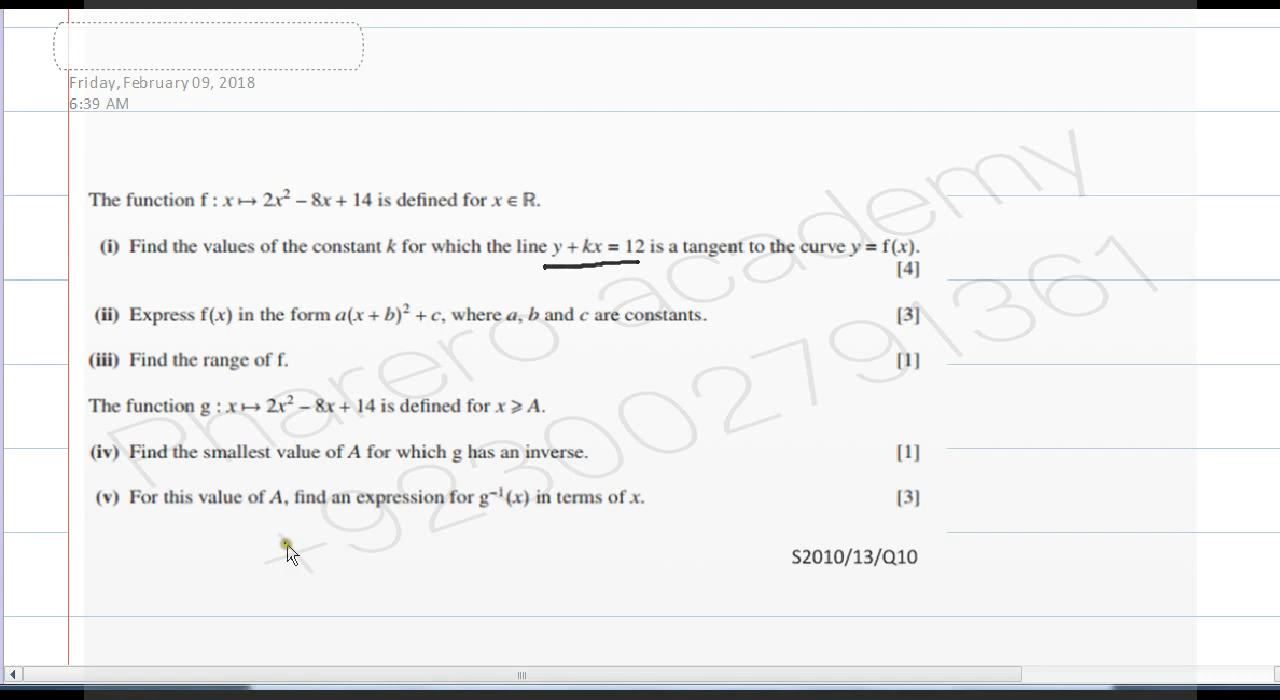 Friday, February 09, 2018
6:39 AM
The function f : x ↦ 2x² − 8x + 14 is defined for x ∈ ℝ.
(i) Find the values of the constant k for which the line y + kx = 12 is a tangent to the curve y = f(x).
[4]
(ii) Express f(x) in the form a(x + b)² + c, where a, b and c are constants. [3]
(iii) Find the range of f. [1]
The function g : x ↦ 2x² − 8x + 14 is defined for x ⩾ A.
(iv) Find the smallest value of A for which g has an inverse. [1]
(v) For this value of A, find an expression for g⁻¹(x) in terms of x. [3]
S2010/13/Q10
Pharero academy
+923002791361